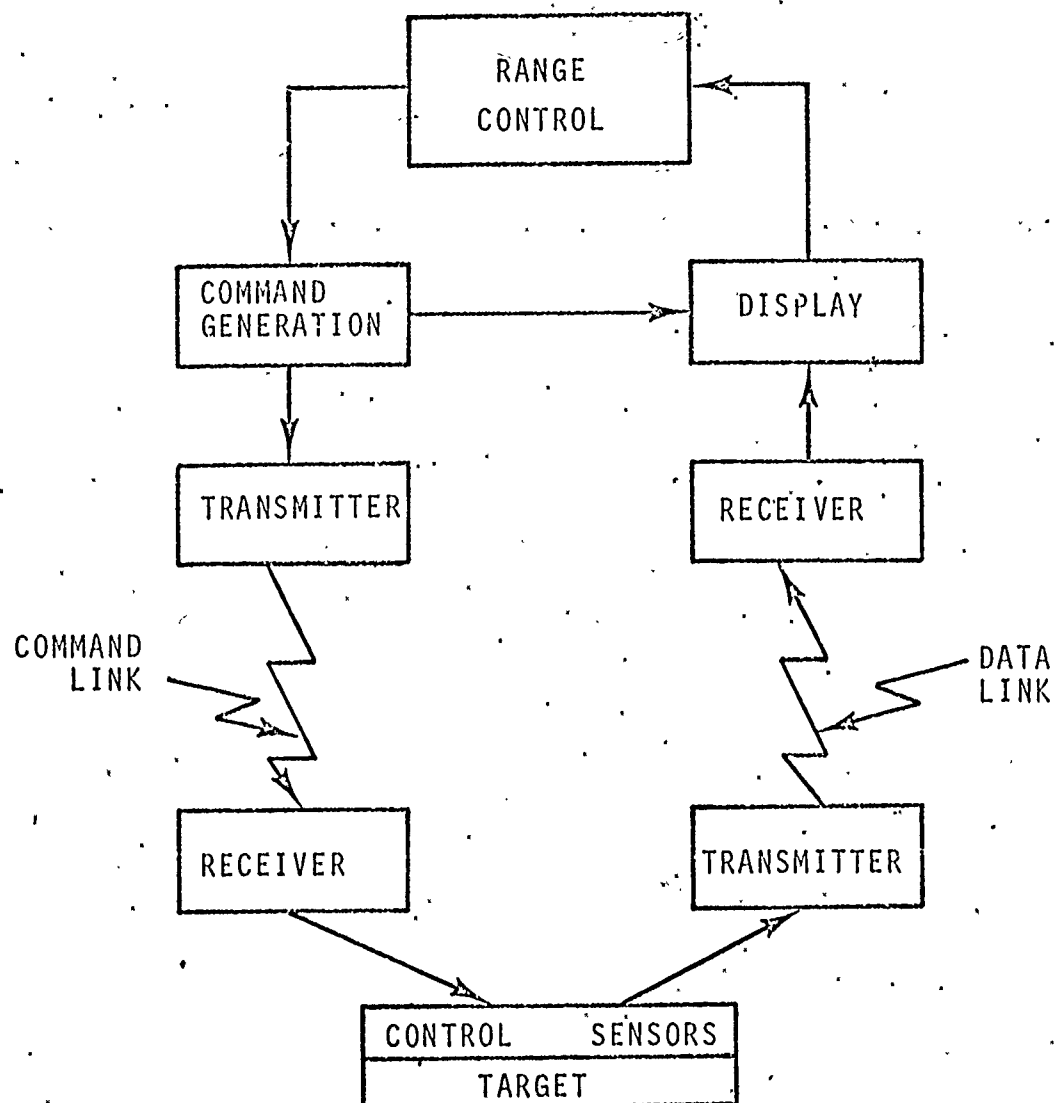 RANGE
CONTROL
COMMAND
GENERATION
DISPLAY
TRANSMITTER
RECEIVER
COMMAND
LINK
DATA
LINK
RECEIVER
TRANSMITTER
CONTROL SENSORS
TARGET